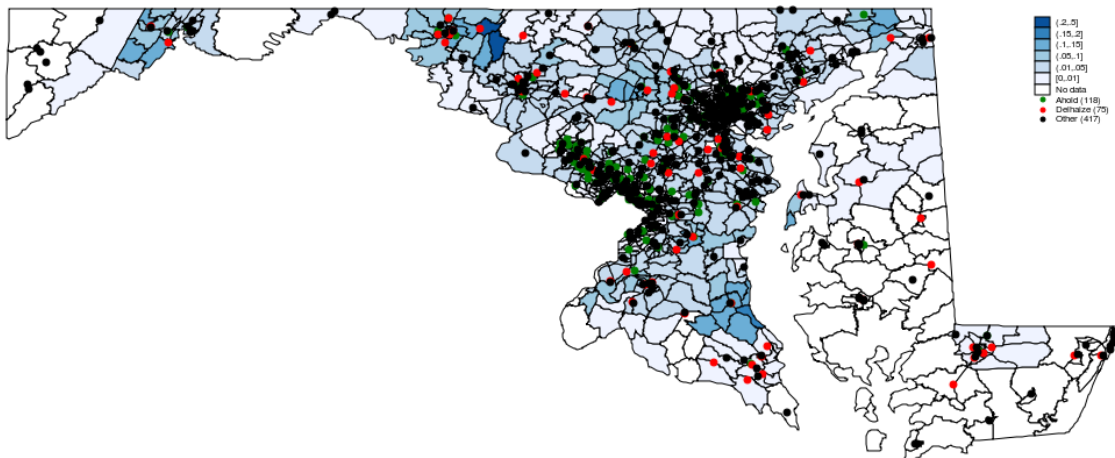 (.2,.5]
(.15,.2]
(.1,.15]
(.05,.1]
(.01,.05]
[0,.01]
No data
Ahold (118)
Delhaize (75)
Other (417)